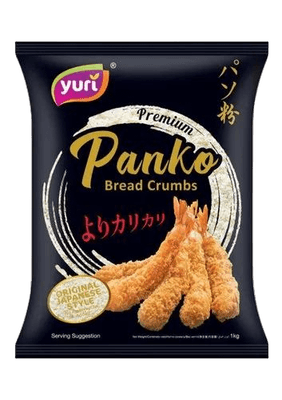 yuri
パソ粉
Premium
Panko
Bread Crumbs
よりカリカリ
ORIGINAL
JAPANESE
STYLE
Serving Suggestion
1kg